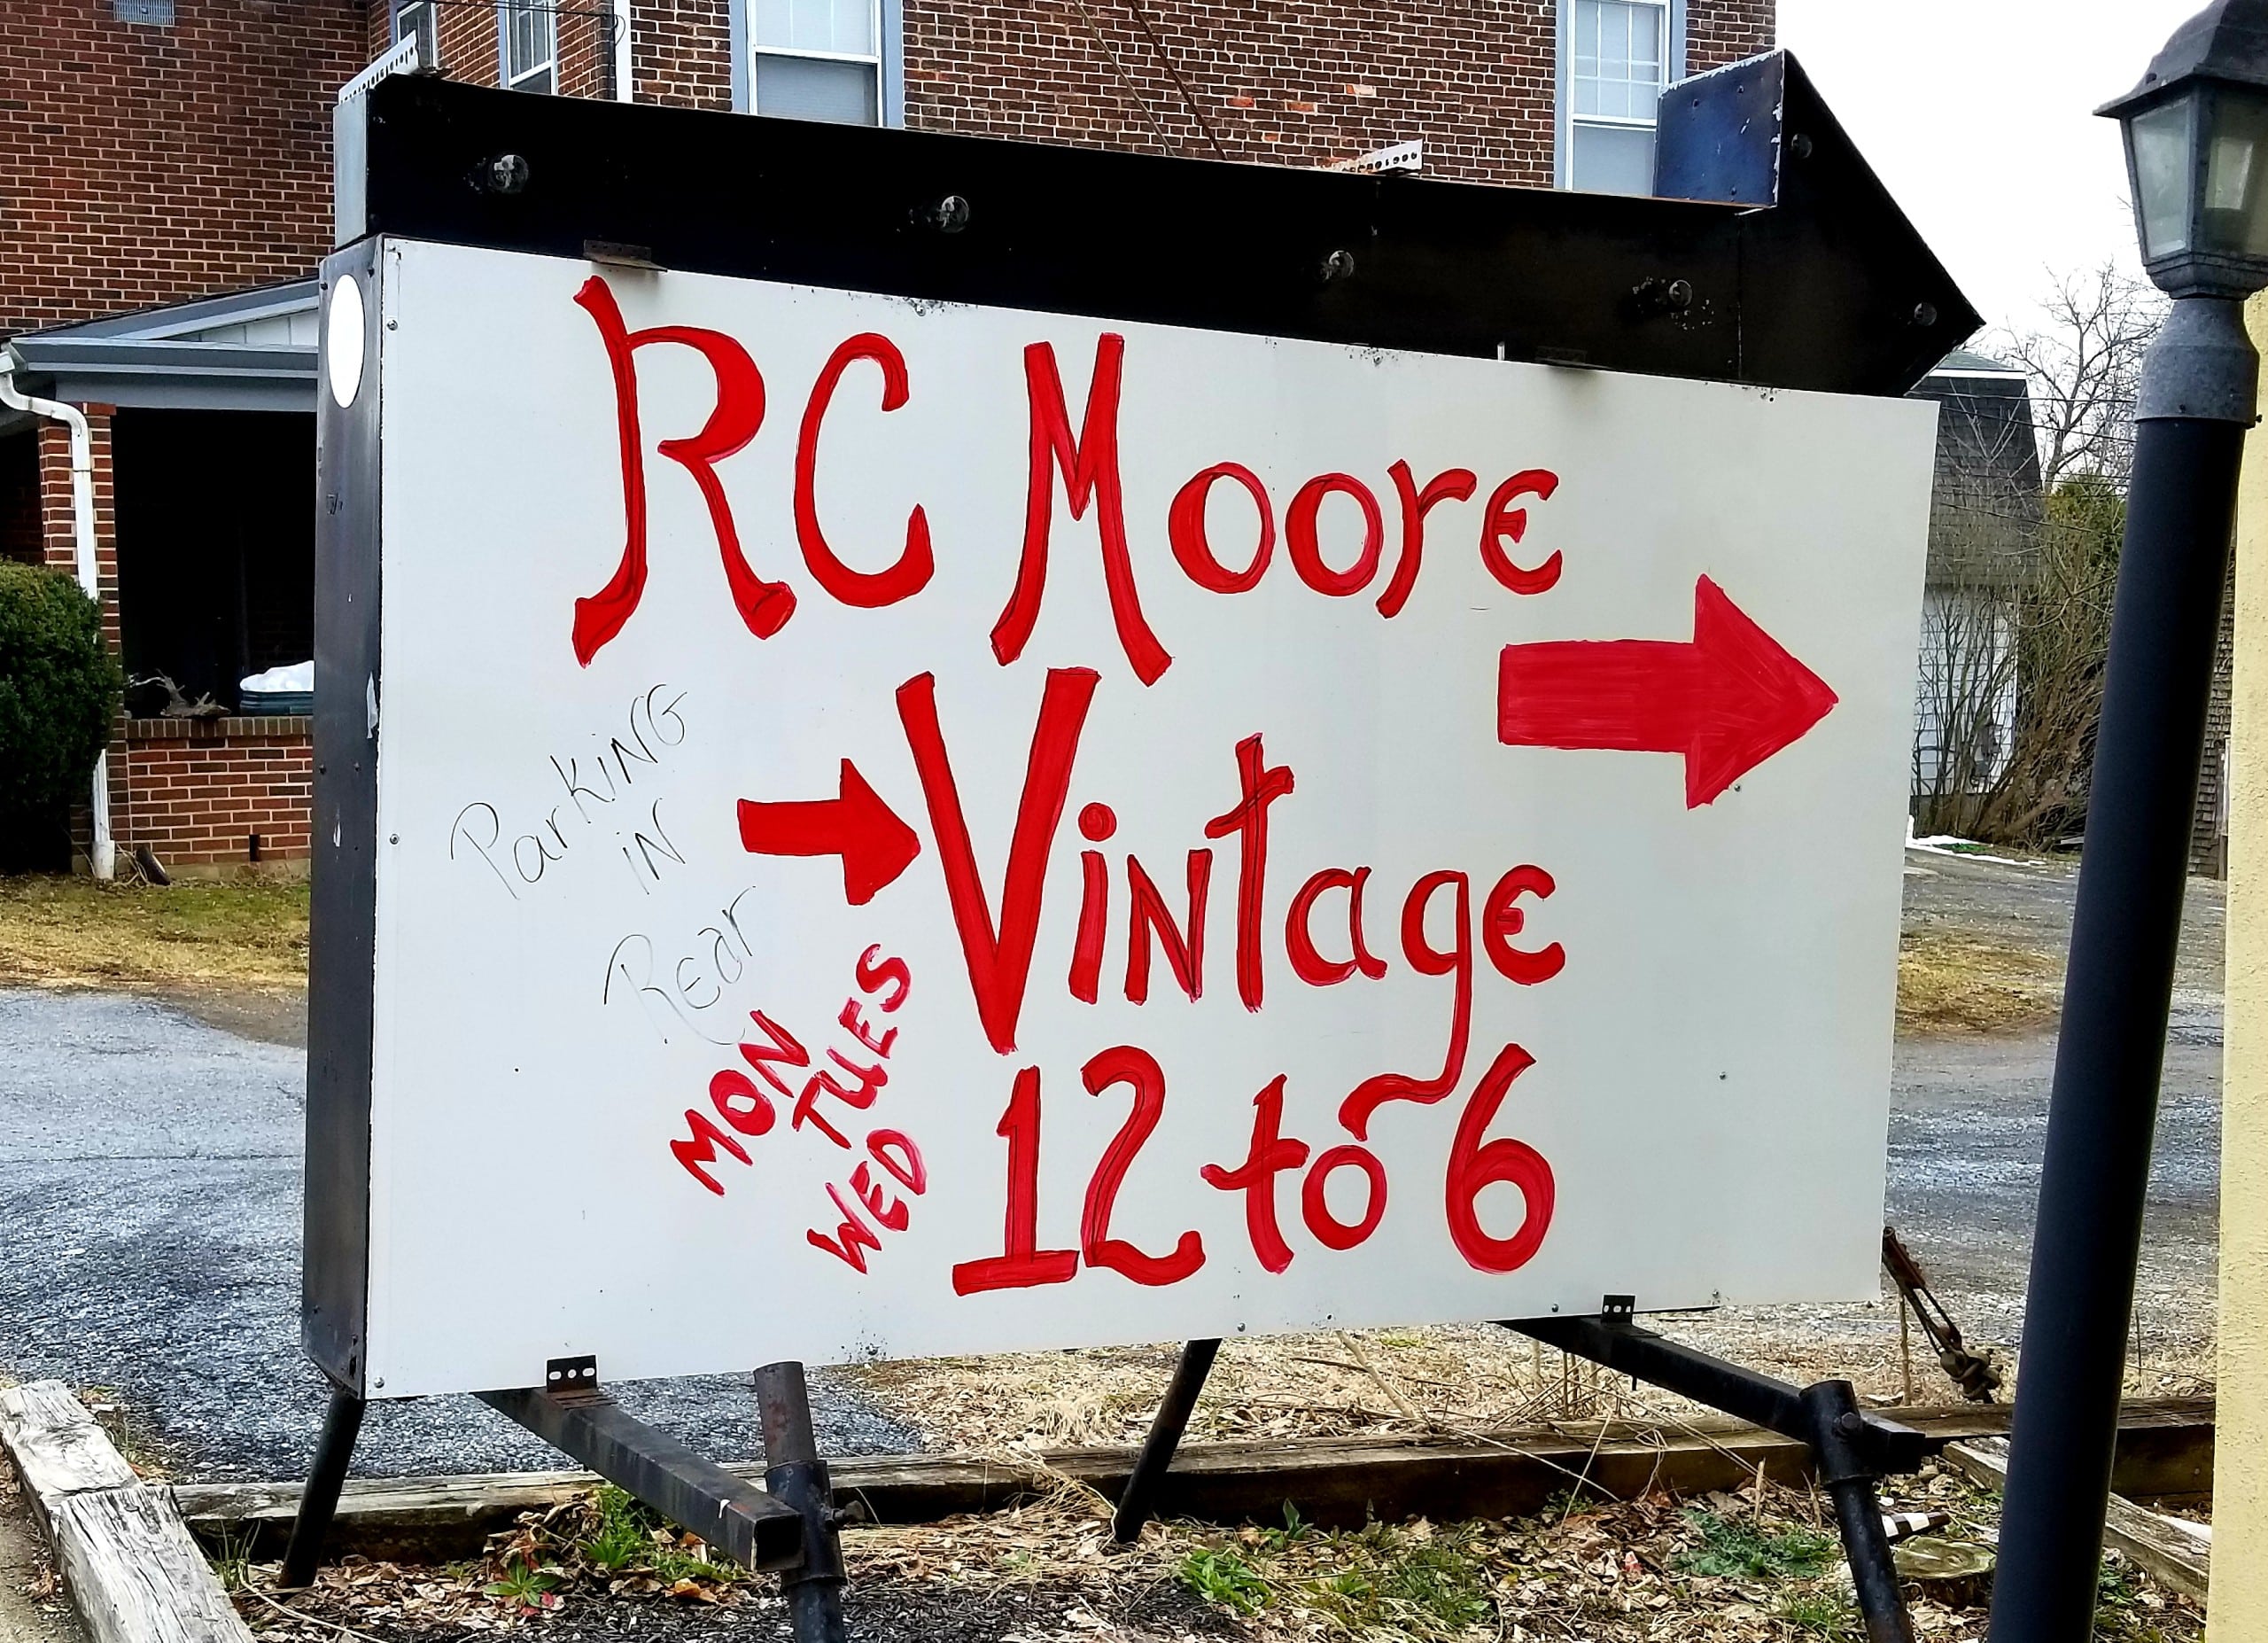 RC Moore
Vintage
12 to 6
Parking
in
Rear
MON
TUES
WED